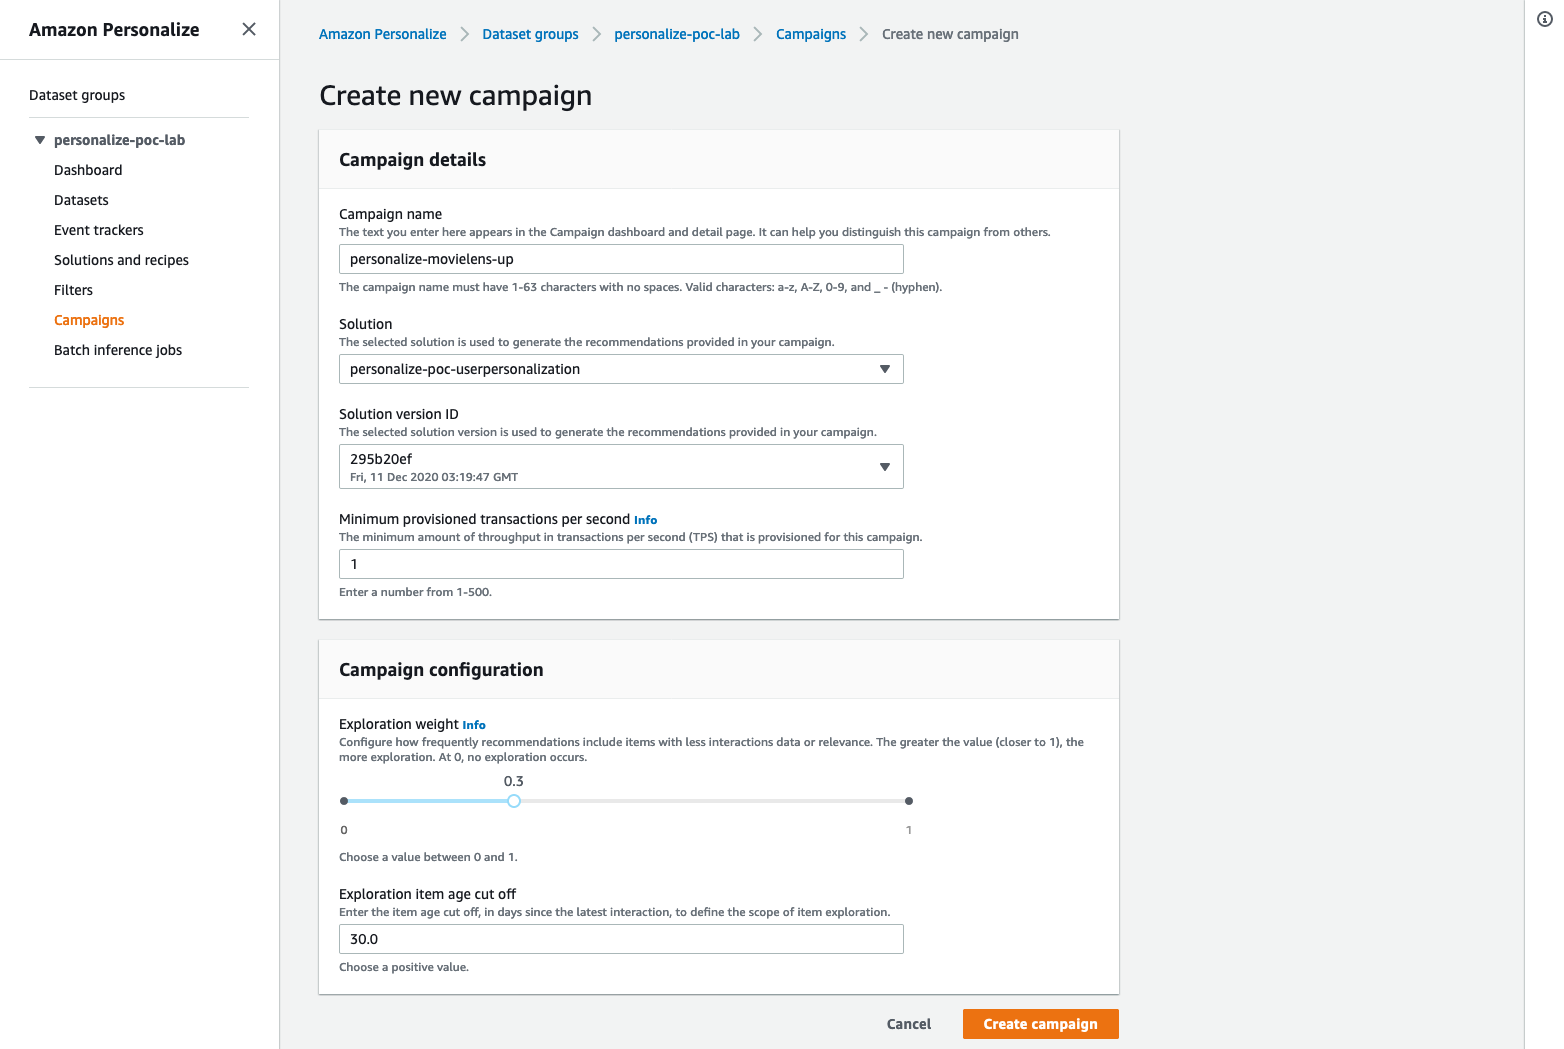 Amazon Personalize
Dataset groups
personalize-poc-lab
Dashboard
Datasets
Event trackers
Solutions and recipes
Filters
Campaigns
Batch inference jobs
Amazon Personalize
Dataset groups
personalize-poc-lab
Campaigns
Create new campaign
Create new campaign
Campaign details
Campaign name
The text you enter here appears in the Campaign dashboard and detail page. It can help you distinguish this campaign from others.
personalize-movielens-up
The campaign name must have 1-63 characters with no spaces. Valid characters: a-z, A-Z, 0-9, and _ - (hyphen).
Solution
The selected solution is used to generate the recommendations provided in your campaign.
personalize-poc-userpersonalization
Solution version ID
The selected solution version is used to generate the recommendations provided in your campaign.
295b20ef
Fri, 11 Dec 2020 03:19:47 GMT
Minimum provisioned transactions per second Info
The minimum amount of throughput in transactions per second (TPS) that is provisioned for this campaign.
1
Enter a number from 1-500.
Campaign configuration
Exploration weight Info
Configure how frequently recommendations include items with less interactions data or relevance. The greater the value (closer to 1), the
more exploration. At 0, no exploration occurs.
0.3
0 1
Choose a value between 0 and 1.
Exploration item age cut off
Enter the item age cut off, in days since the latest interaction, to define the scope of item exploration.
30.0
Choose a positive value.
Cancel
Create campaign